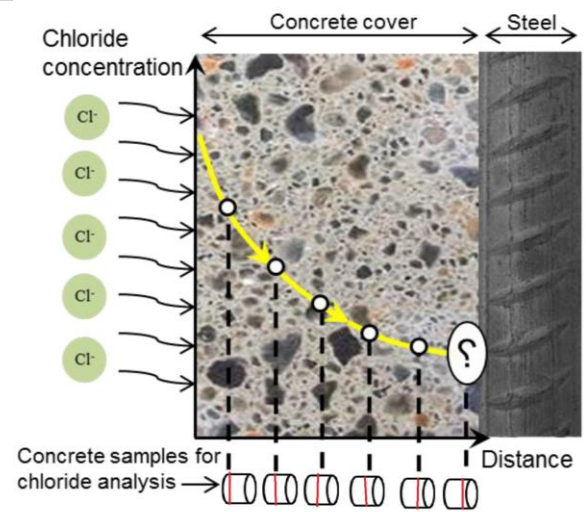 Concrete cover
Steel
Chloride
concentration
Cl-
Cl-
Cl-
Cl-
Cl-
?
Distance
Concrete samples for
chloride analysis